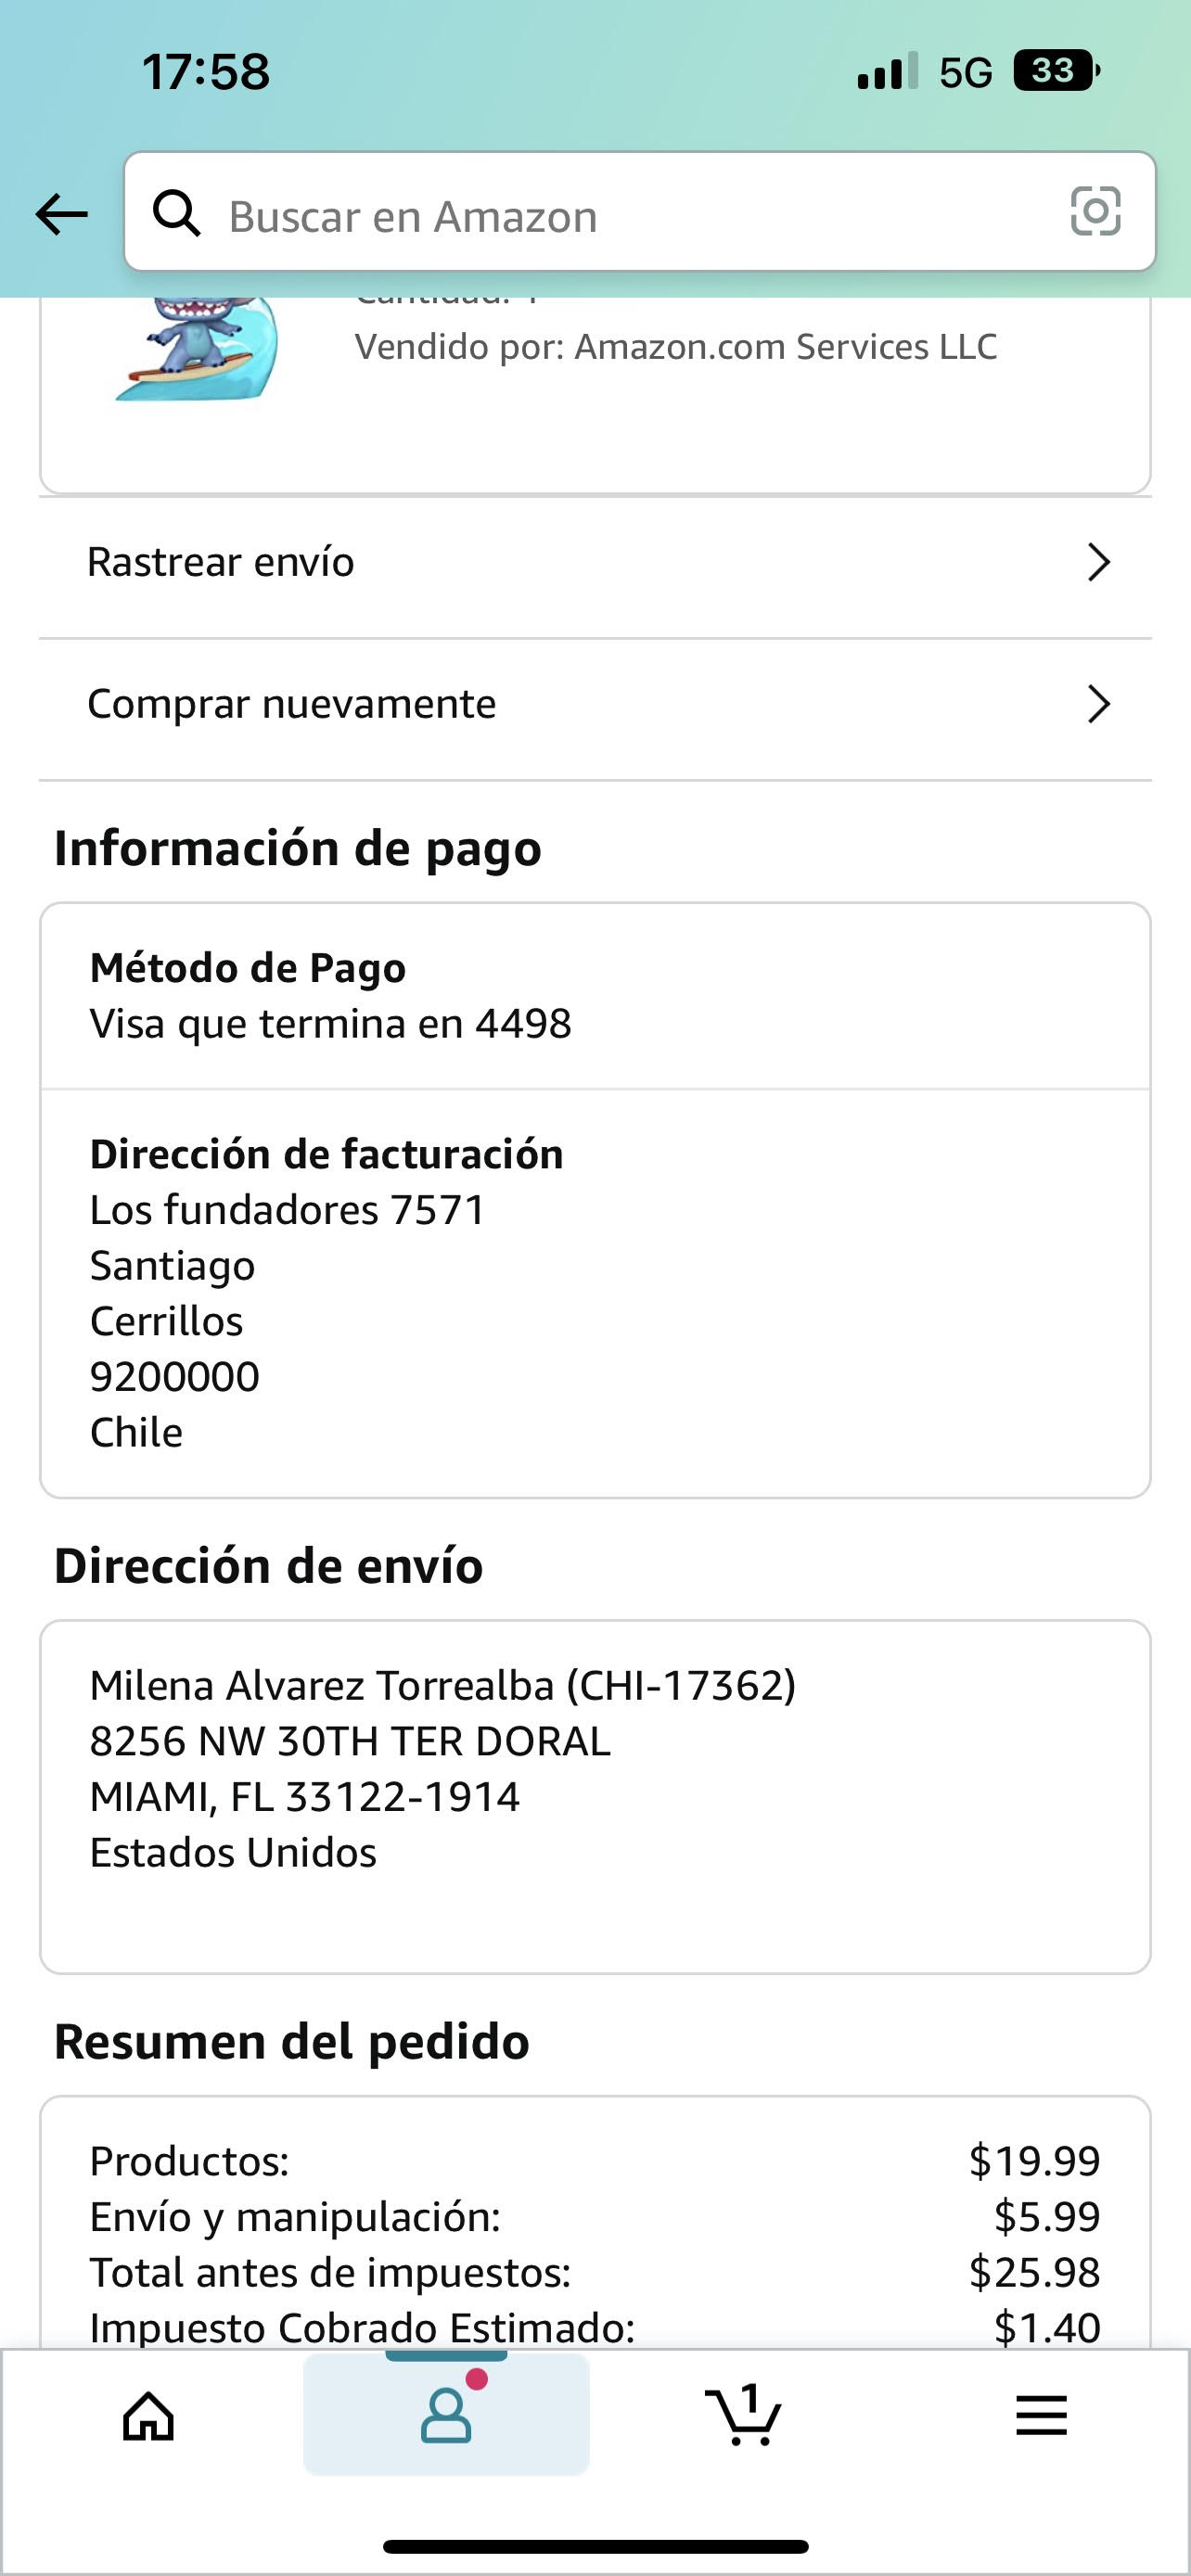 17:58
5G
33
Buscar en Amazon
Cantidad: 1
Vendido por: Amazon.com Services LLC
Rastrear envío
Comprar nuevamente
Información de pago
Método de Pago
Visa que termina en 4498
Dirección de facturación
Los fundadores 7571
Santiago
Cerrillos
9200000
Chile
Dirección de envío
Milena Alvarez Torrealba (CHI-17362)
8256 NW 30TH TER DORAL
MIAMI, FL 33122-1914
Estados Unidos
Resumen del pedido
Productos: $19.99
Envío y manipulación: $5.99
Total antes de impuestos: $25.98
Impuesto Cobrado Estimado: $1.40
1